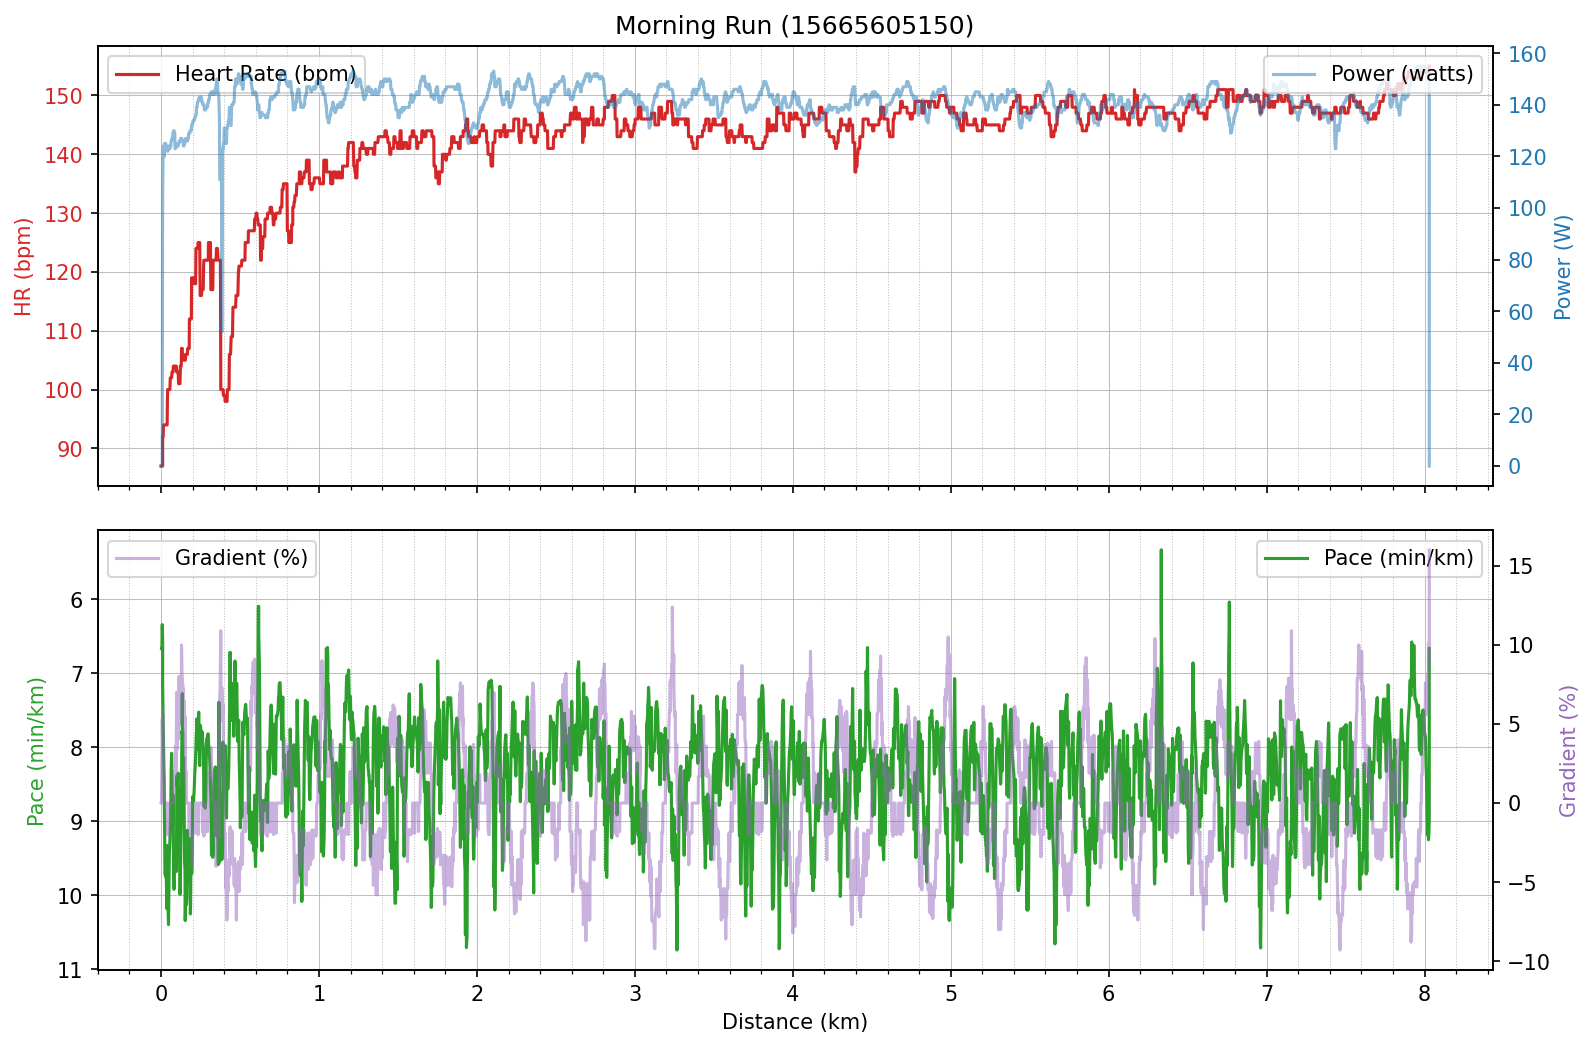 Morning Run (15665605150)
Heart Rate (bpm)
Power (watts)
150
140
130
120
110
100
90
HR (bpm)
160
140
120
100
80
60
40
20
0
Power (W)
Gradient (%)
Pace (min/km)
6
7
8
9
10
11
Pace (min/km)
15
10
5
0
−5
−10
Gradient (%)
0 1 2 3 4 5 6 7 8
Distance (km)